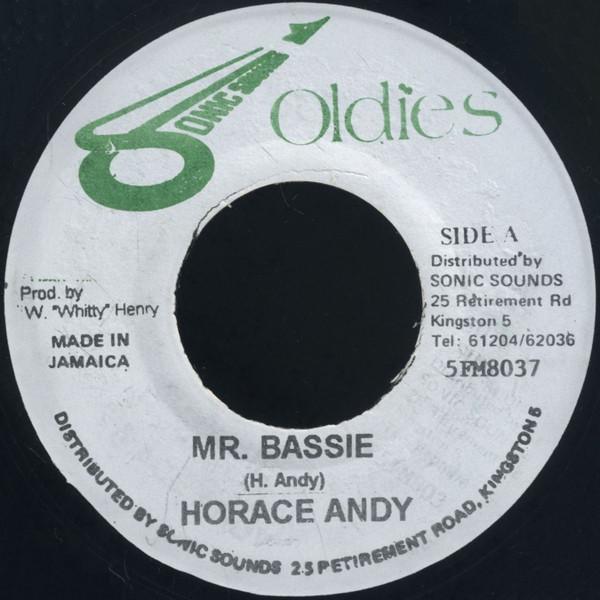 SONIC SOUNDS
Oldies
SIDE A
Distributed by
SONIC SOUNDS
25 Retirement Rd
Kingston 5
Tel: 61204/62036
5FM8037
Prod. by
W. "Whitty" Henry
MADE IN
JAMAICA
MR. BASSIE
(H. Andy)
HORACE ANDY
DISTRIBUTED BY SONIC SOUNDS 25 PETIREMENT ROAD, KINGSTON 5